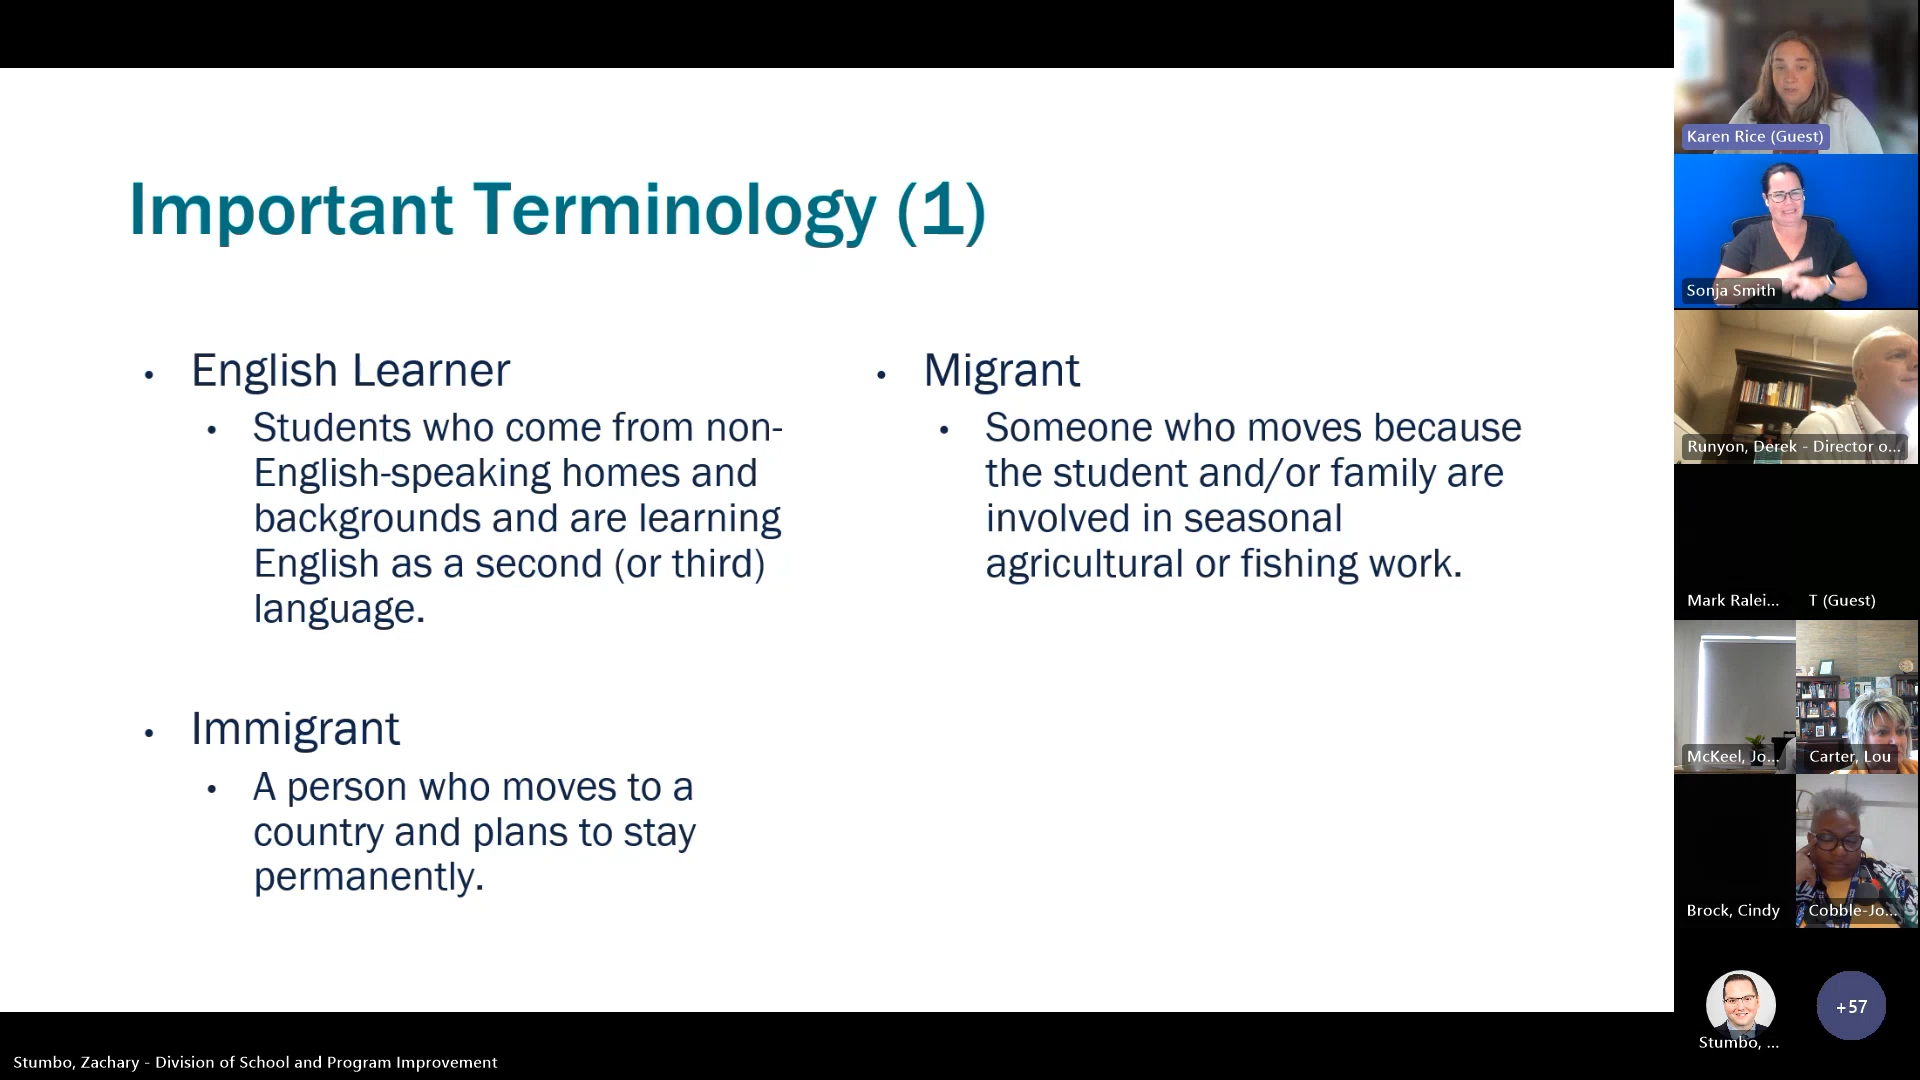 Important Terminology (1)
• English Learner
• Students who come from non-
English-speaking homes and
backgrounds and are learning
English as a second (or third)
language.
• Immigrant
• A person who moves to a
country and plans to stay
permanently.
• Migrant
• Someone who moves because
the student and/or family are
involved in seasonal
agricultural or fishing work.
Karen Rice (Guest)
Sonja Smith
Runyon, Derek - Director o...
Mark Ralei...
T (Guest)
McKeel, Jo...
Carter, Lou
Brock, Cindy
Cobble-Jo...
Stumbo, ...
+57
Stumbo, Zachary - Division of School and Program Improvement